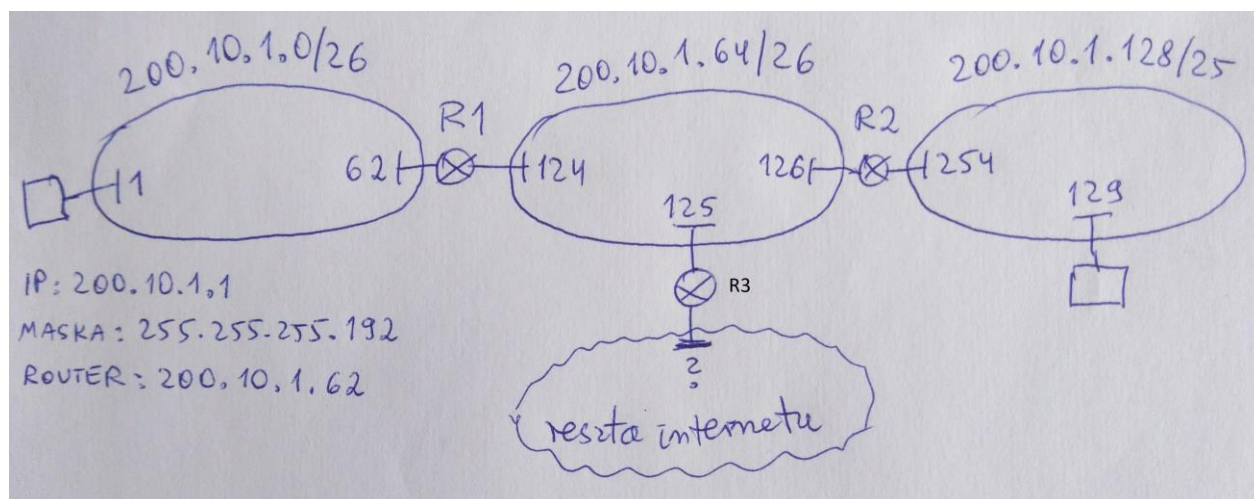 200.10.1.0/26
200.10.1.64/26
200.10.1.128/25
R1
R2
1
62
124
126
254
125
129
R3
IP: 200.10.1.1
MASKA: 255.255.255.192
ROUTER: 200.10.1.62
?
reszta internetu